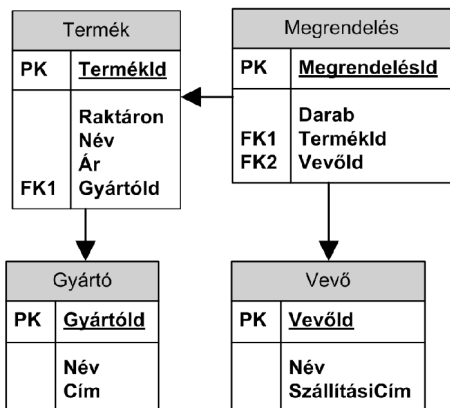 Termék
PK TermékId
Raktáron
Név
Ár
FK1 GyártóId
Megrendelés
PK MegrendelésId
Darab
FK1 TermékId
FK2 VevőId
Gyártó
PK GyártóId
Név
Cím
Vevő
PK VevőId
Név
SzállításiCím